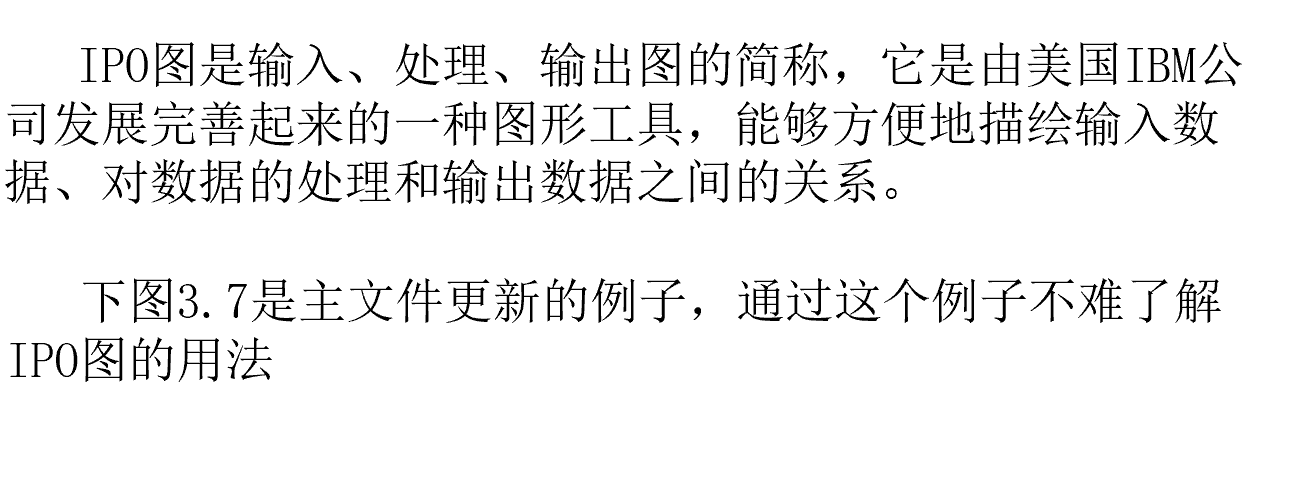 IPO图是输入、处理、输出图的简称，它是由美国IBM公
司发展完善起来的一种图形工具，能够方便地描绘输入数
据、对数据的处理和输出数据之间的关系。
下图3.7是主文件更新的例子，通过这个例子不难了解
IPO图的用法